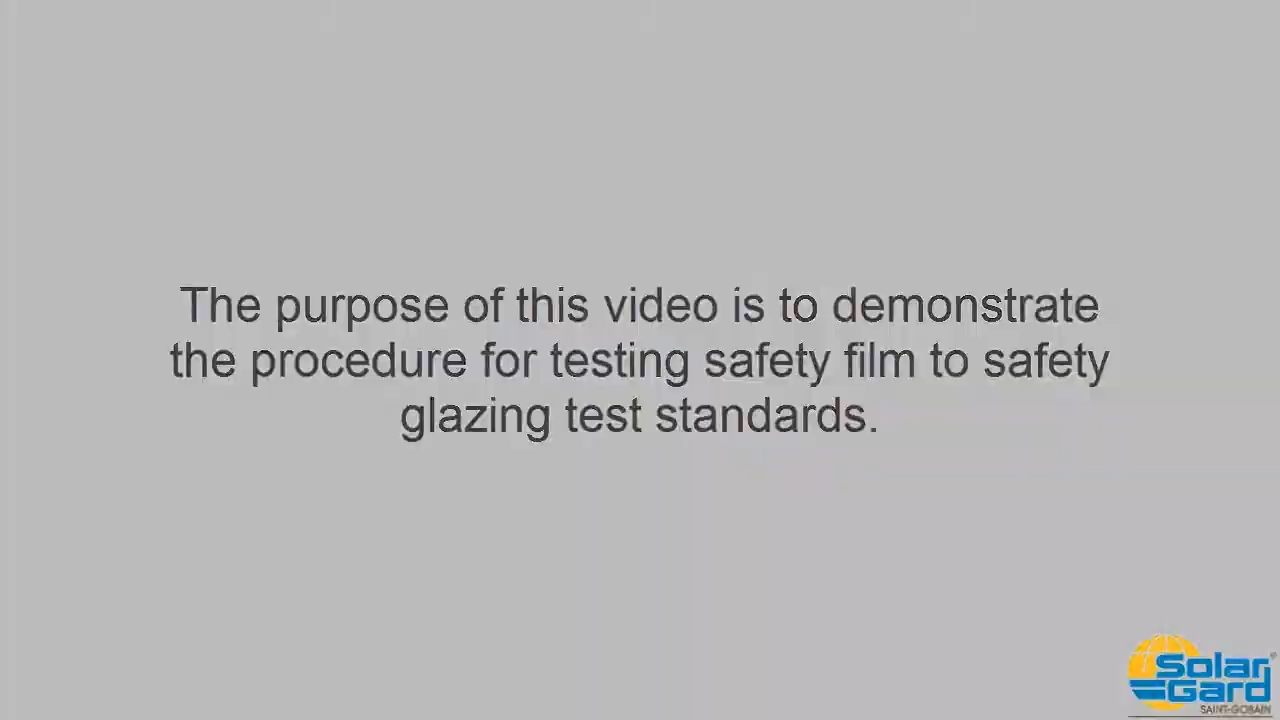 The purpose of this video is to demonstrate
the procedure for testing safety film to safety
glazing test standards.
Solar
Gard
SAINT-GOBAIN